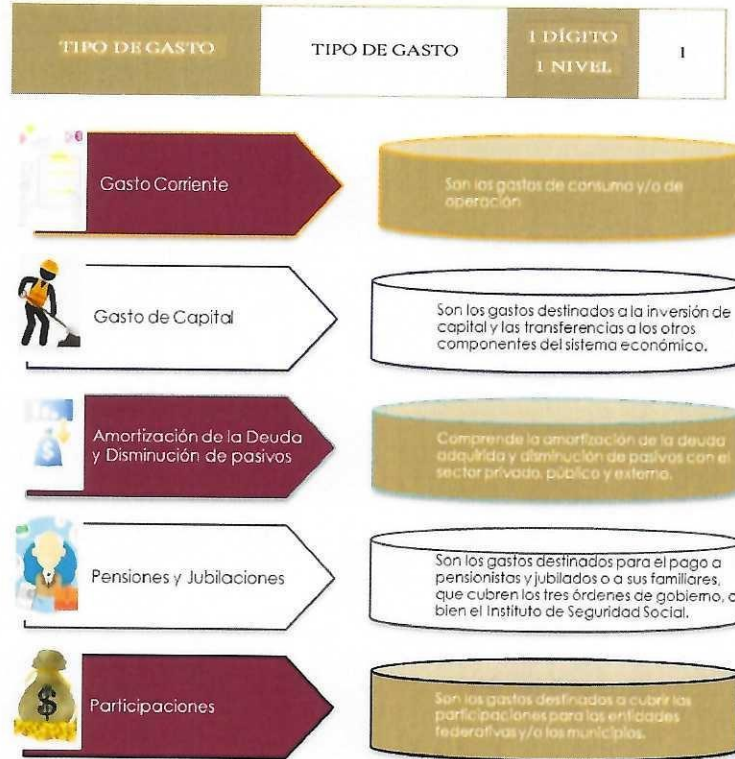 TIPO DE GASTO
TIPO DE GASTO
1 DÍGITO
1 NIVEL
1
Gasto Corriente
Son los gastos de consumo y/o de
operación
Gasto de Capital
Son los gastos destinados a la inversión de
capital y las transferencias a los otros
componentes del sistema económico.
$
Amortización de la Deuda
y Disminución de pasivos
Comprende la amortización de la deuda
adquirida y disminución de pasivos con el
sector privado, público y externo.
Pensiones y Jubilaciones
Son los gastos destinados para el pago a
pensionistas y jubilados o a sus familiares,
que cubren los tres órdenes de gobierno, o
bien el Instituto de Seguridad Social.
$
Participaciones
Son los gastos destinados a cubrir las
participaciones para las entidades
federativas y/o los municipios.